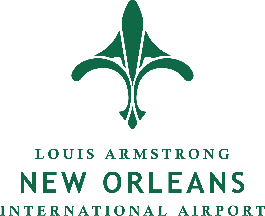 LOUIS ARMSTRONG
NEW ORLEANS
INTERNATIONAL AIRPORT